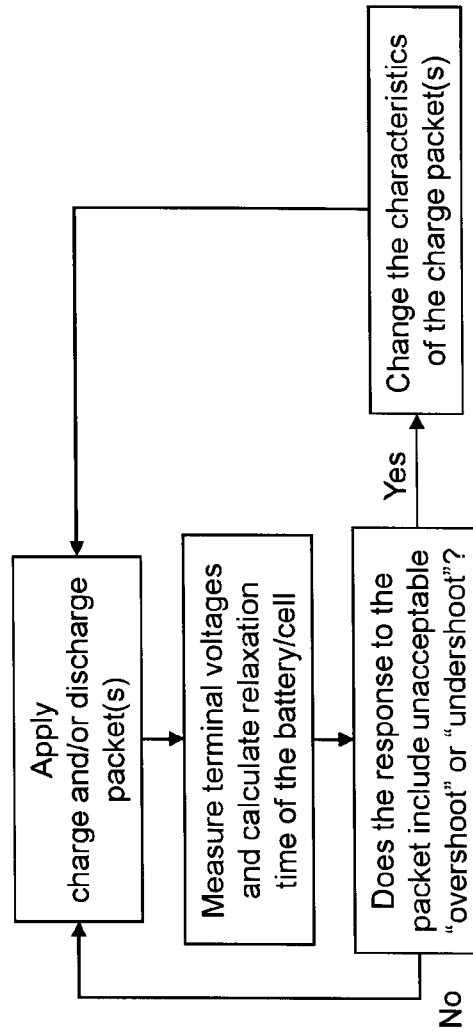 Apply
charge and/or discharge
packet(s)
Measure terminal voltages
and calculate relaxation
time of the battery/cell
Does the response to the
packet include unacceptable
“overshoot” or “undershoot”?
Yes
Change the characteristics
of the charge packet(s)
No